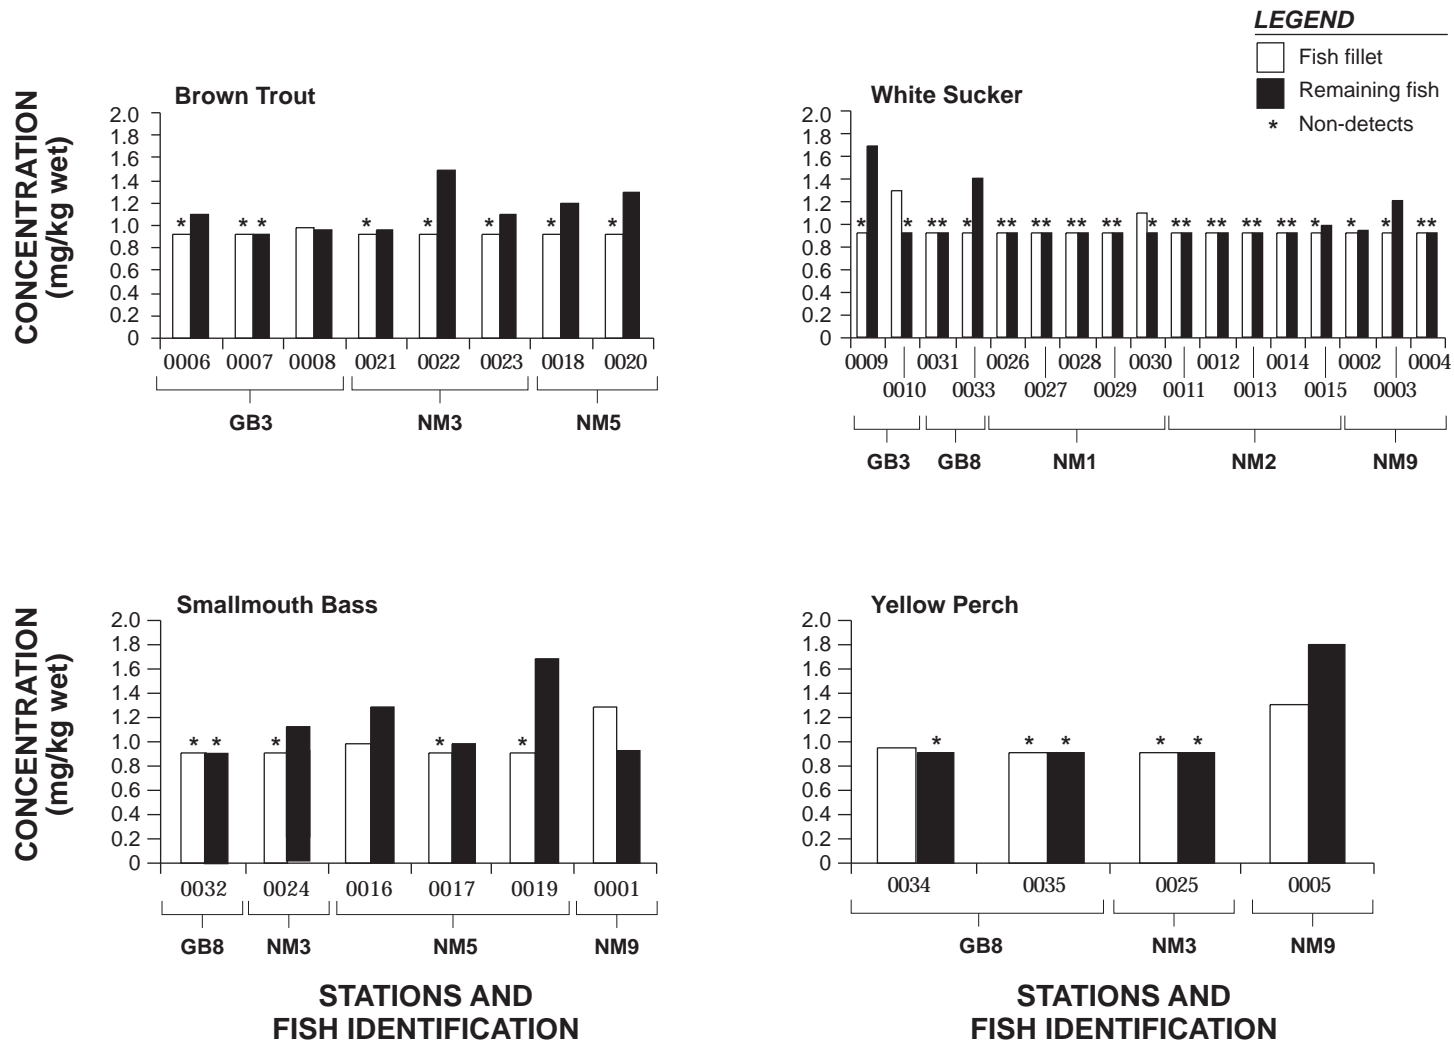 LEGEND
Fish fillet
Remaining fish
* Non-detects
CONCENTRATION
(mg/kg wet)
Brown Trout
2.0
1.8
1.6
1.4
1.2
1.0
0.8
0.6
0.4
0.2
0
* * * * * * * *
0006 0007 0008 0021 0022 0023 0018 0020
GB3 NM3 NM5
White Sucker
2.0
1.8
1.6
1.4
1.2
1.0
0.8
0.6
0.4
0.2
0
* * ** * ** ** ** ** * ** ** ** ** * * * **
0009 0031 0026 0028 0030 0012 0014 0002 0004
0010 0033 0027 0029 0011 0013 0015 0003
GB3 GB8 NM1 NM2 NM9
CONCENTRATION
(mg/kg wet)
Smallmouth Bass
2.0
1.8
1.6
1.4
1.2
1.0
0.8
0.6
0.4
0.2
0
* * * * *
0032 0024 0016 0017 0019 0001
GB8 NM3 NM5 NM9
STATIONS AND
FISH IDENTIFICATION
Yellow Perch
2.0
1.8
1.6
1.4
1.2
1.0
0.8
0.6
0.4
0.2
0
* * * * *
0034 0035 0025 0005
GB8 NM3 NM9
STATIONS AND
FISH IDENTIFICATION